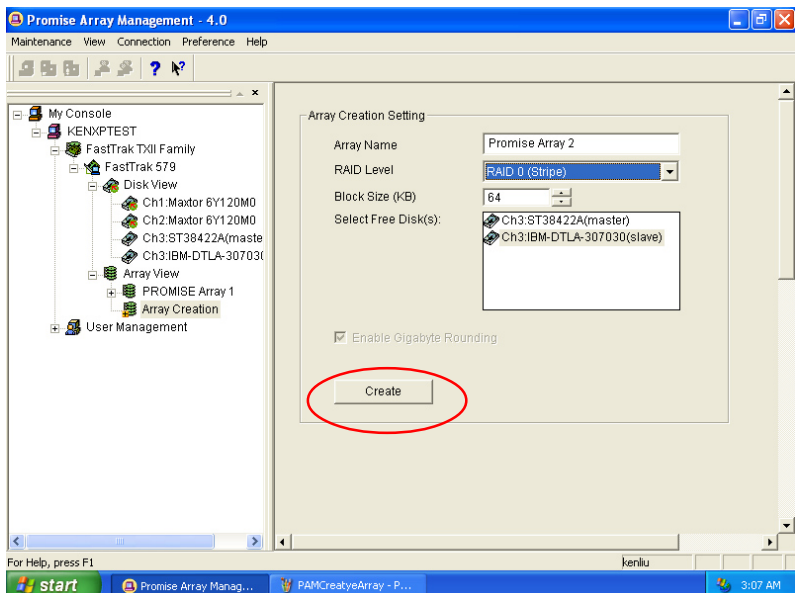 Promise Array Management - 4.0
Maintenance View Connection Preference Help
My Console
KENXPTEST
FastTrak TXII Family
FastTrak 579
Disk View
Ch1:Maxtor 6Y120M0
Ch2:Maxtor 6Y120M0
Ch3:ST38422A(maste
Ch3:IBM-DTLA-307030(
Array View
PROMISE Array 1
Array Creation
User Management
Array Creation Setting
Array Name Promise Array 2
RAID Level RAID 0 (Stripe)
Block Size (KB) 64
Select Free Disk(s): Ch3:ST38422A(master)
Ch3:IBM-DTLA-307030(slave)
Enable Gigabyte Rounding
Create
For Help, press F1 kenliu
start Promise Array Manag... PAMCreatyeArray - P... 3:07 AM